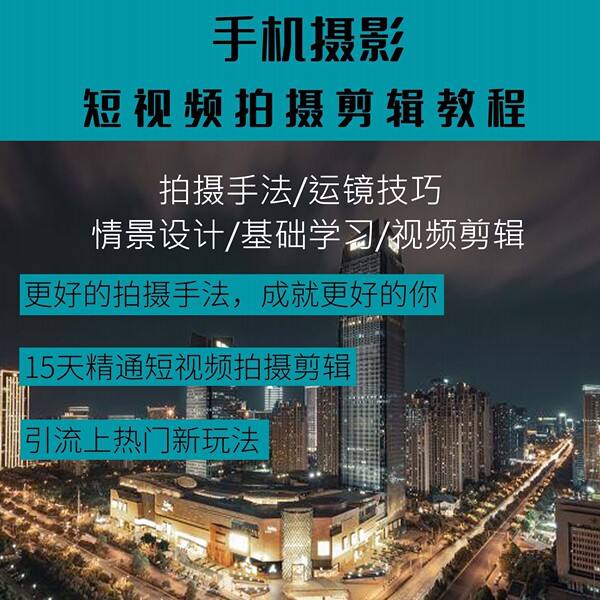 手机摄影
短视频拍摄剪辑教程
拍摄手法/运镜技巧
情景设计/基础学习/视频剪辑
更好的拍摄手法，成就更好的你
15天精通短视频拍摄剪辑
引流上热门新玩法